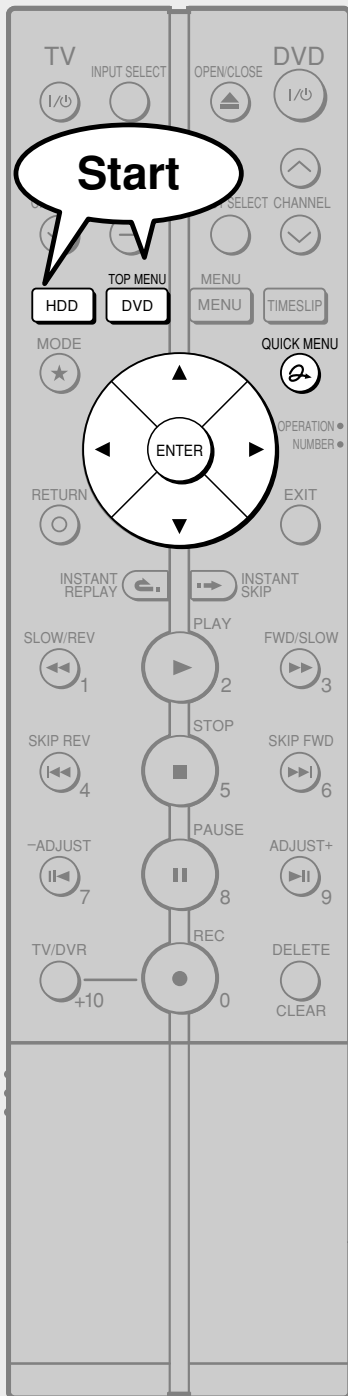 TV
DVD
INPUT SELECT
OPEN/CLOSE
I/
I/
Start
SELECT
CHANNEL
TOP MENU
MENU
HDD
DVD
MENU
TIMESLIP
MODE
QUICK MENU
ENTER
OPERATION
NUMBER
RETURN
EXIT
INSTANT
REPLAY
INSTANT
SKIP
SLOW/REV
PLAY
FWD/SLOW
1
2
3
SKIP REV
STOP
SKIP FWD
4
5
6
−ADJUST
PAUSE
ADJUST+
7
8
9
TV/DVR
REC
DELETE
+10
0
CLEAR